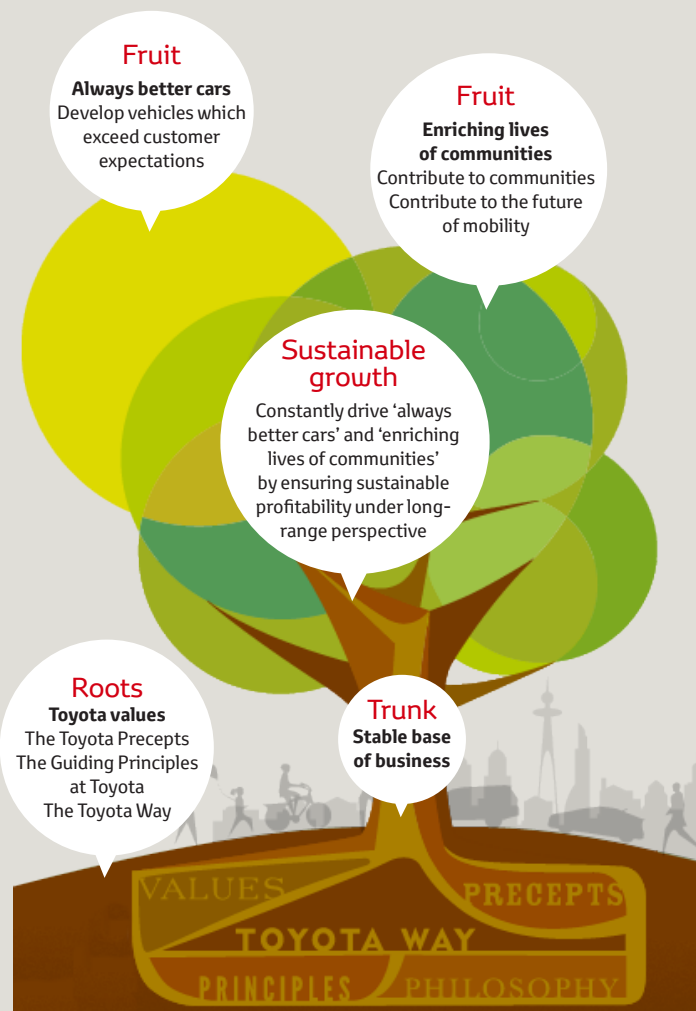 Fruit
Always better cars
Develop vehicles which
exceed customer
expectations
Fruit
Enriching lives
of communities
Contribute to communities
Contribute to the future
of mobility
Sustainable
growth
Constantly drive ‘always
better cars’ and ‘enriching
lives of communities’
by ensuring sustainable
profitability under long-
range perspective
Roots
Toyota values
The Toyota Precepts
The Guiding Principles
at Toyota
The Toyota Way
Trunk
Stable base
of business
VALUES
PRECEPTS
TOYOTA WAY
PRINCIPLES
PHILOSOPHY